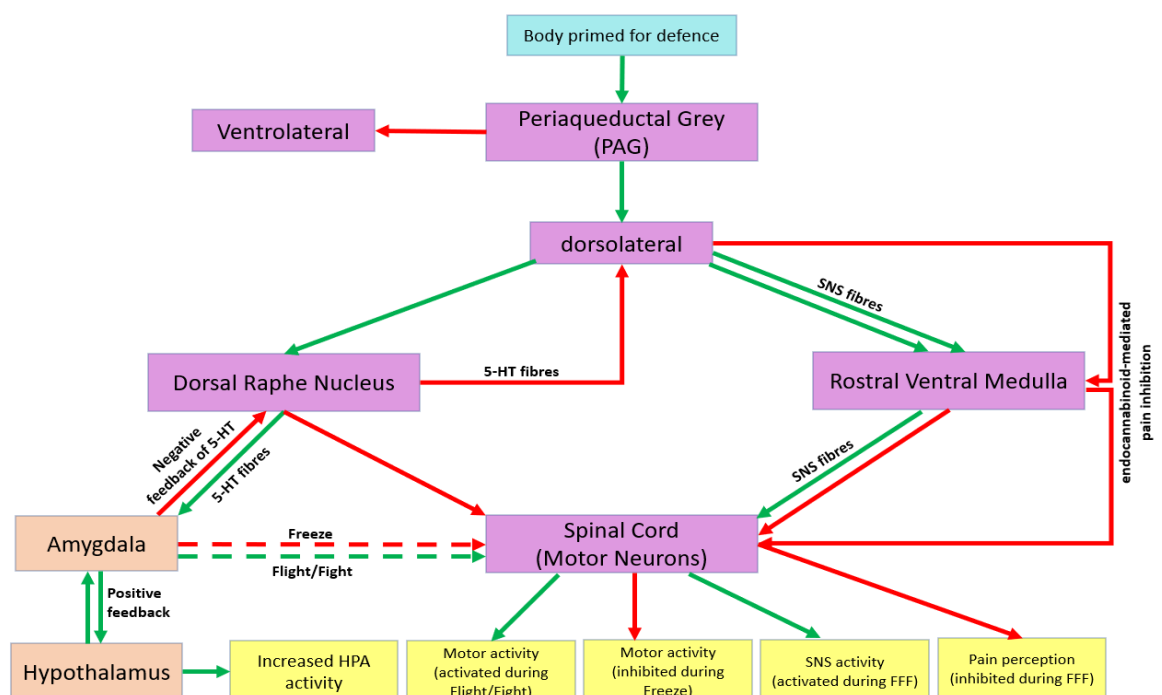 Body primed for defence
Periaqueductal Grey
(PAG)
Ventrolateral
dorsolateral
SNS fibres
endocannabinoid-mediated
pain inhibition
Dorsal Raphe Nucleus
5-HT fibres
Rostral Ventral Medulla
Negative
feedback of 5-HT
5-HT fibres
SNS fibres
Amygdala
Freeze
Flight/Fight
Spinal Cord
(Motor Neurons)
Positive
feedback
Hypothalamus
Increased HPA
activity
Motor activity
(activated during
Flight/Fight)
Motor activity
(inhibited during
Freeze)
SNS activity
(activated during FFF)
Pain perception
(inhibited during FFF)